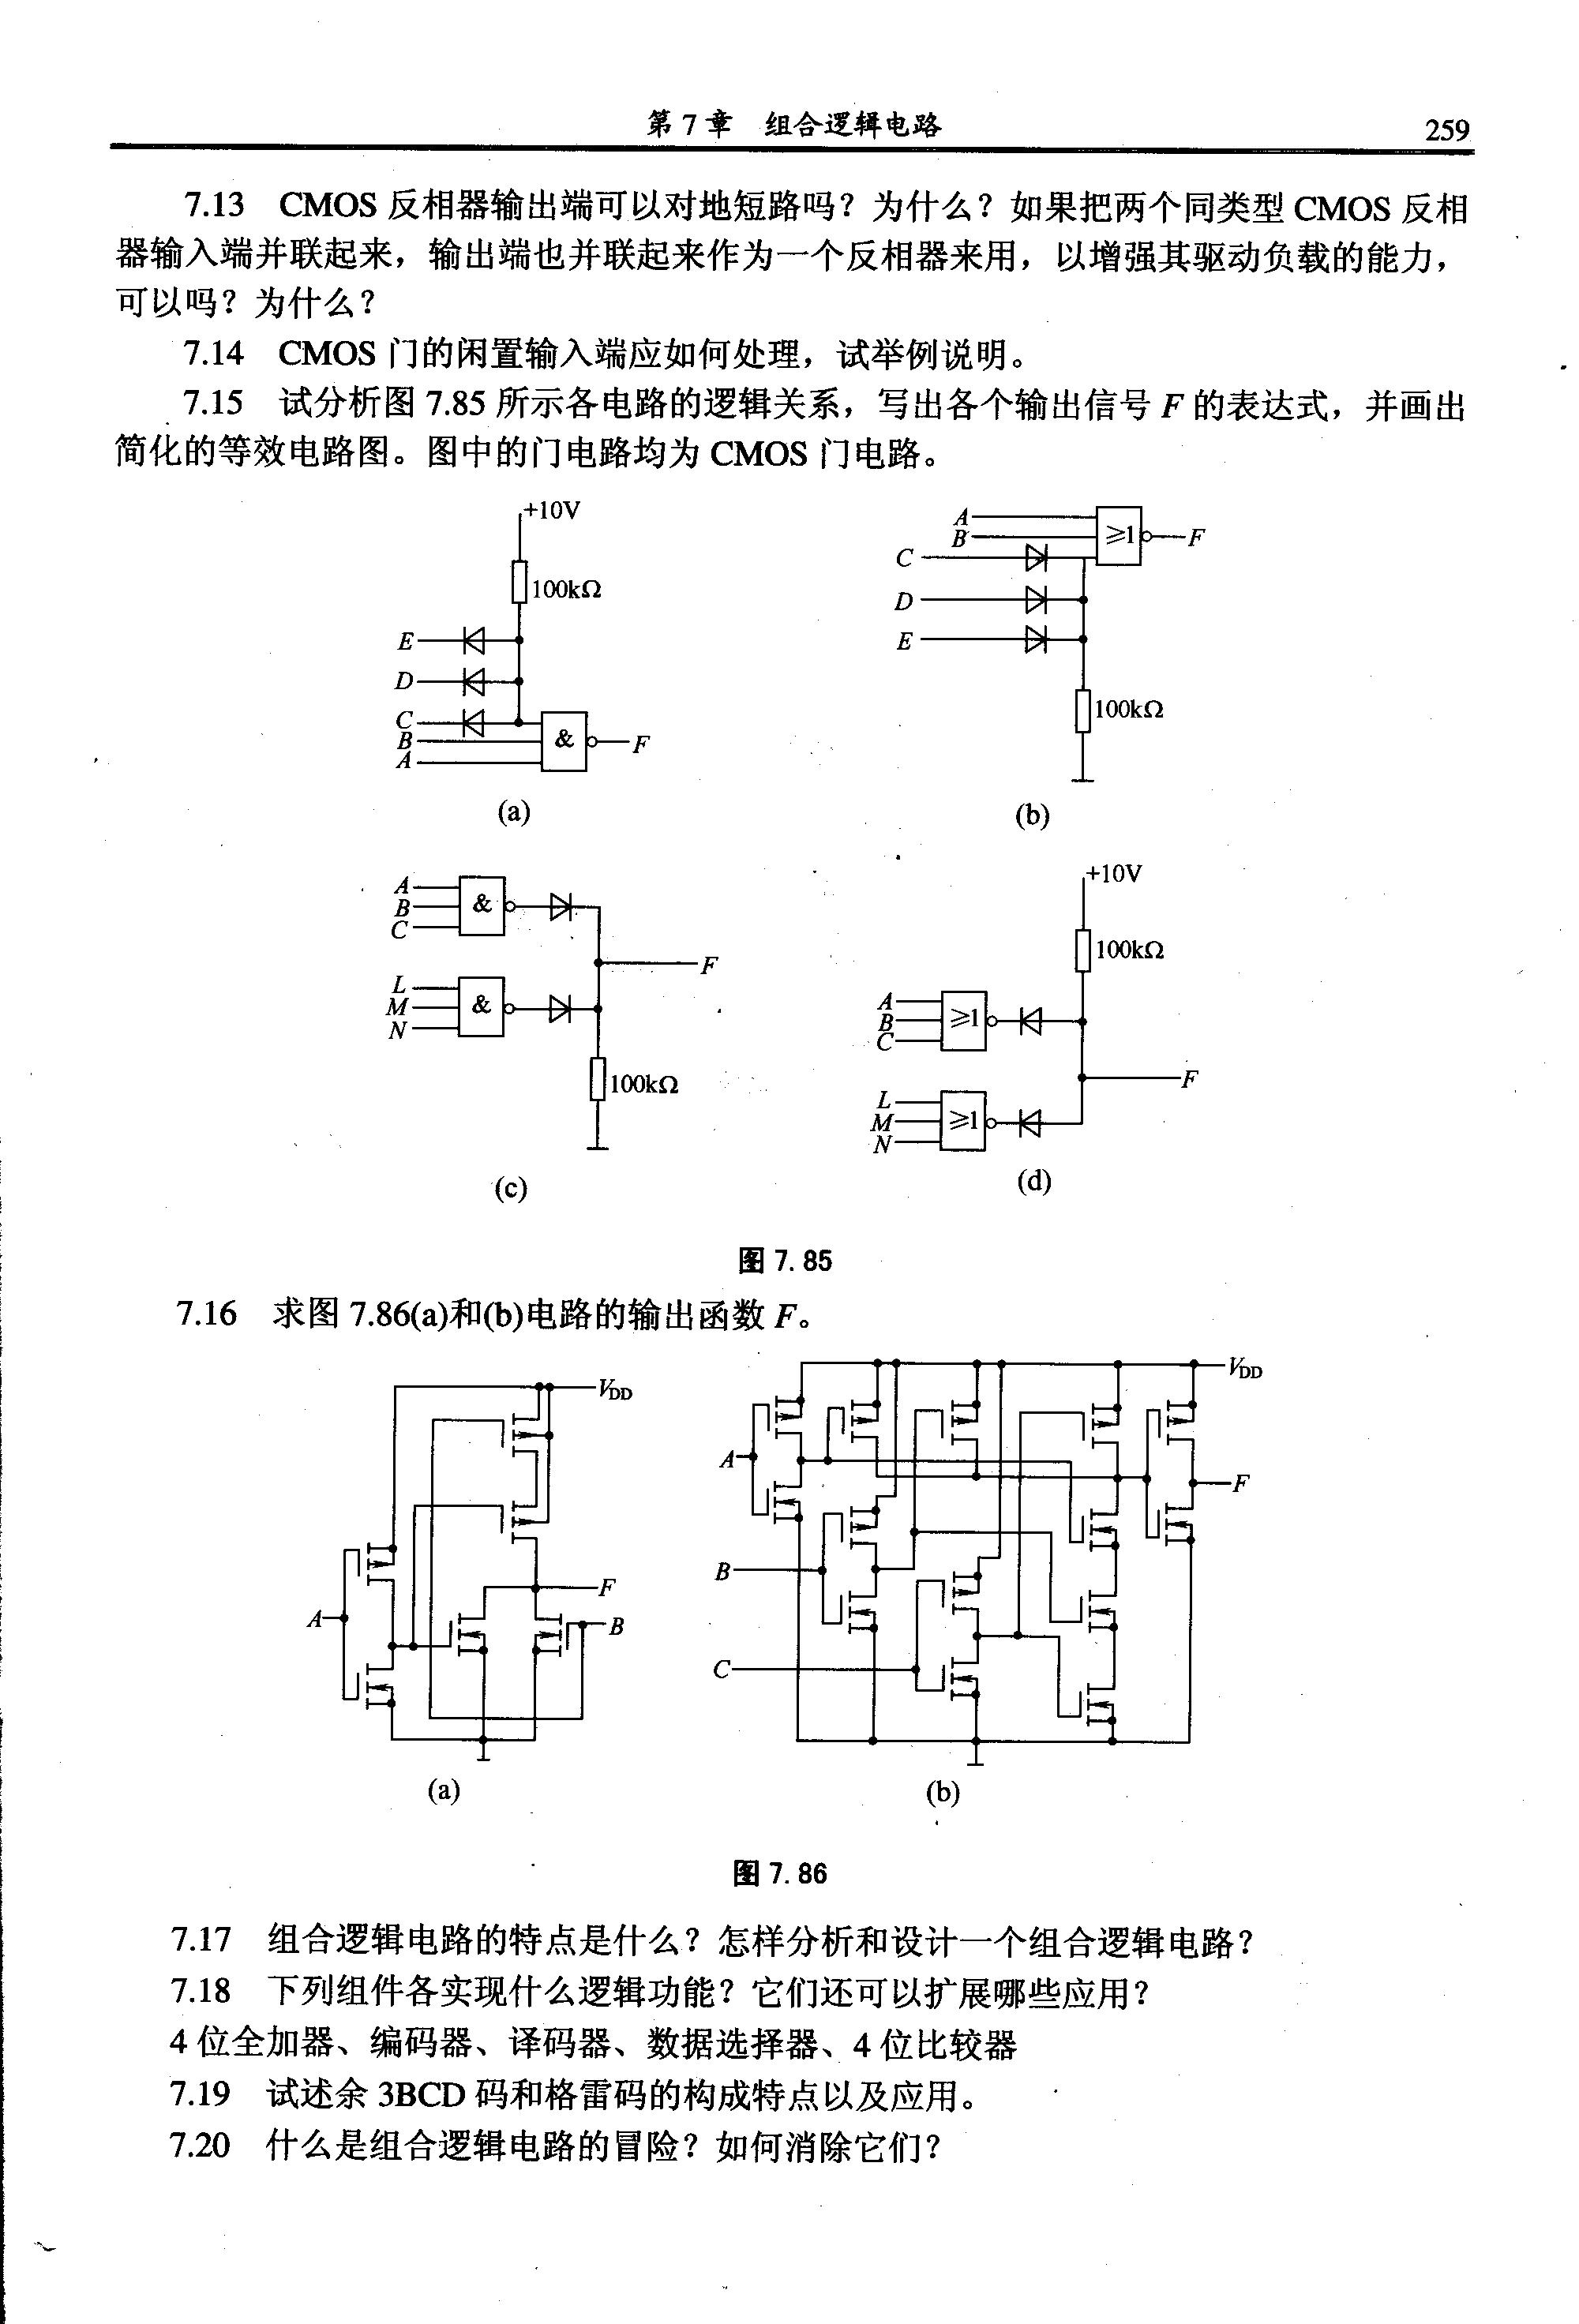 第 7 章 组合逻辑电路 259
7.13 CMOS 反相器输出端可以对地短路吗？为什么？如果把两个同类型 CMOS 反相
器输入端并联起来，输出端也并联起来作为一个反相器来用，以增强其驱动负载的能力，
可以吗？为什么？
7.14 CMOS 门的闲置输入端应如何处理，试举例说明。
7.15 试分析图 7.85 所示各电路的逻辑关系，写出各个输出信号 F 的表达式，并画出
简化的等效电路图。图中的门电路均为 CMOS 门电路。
+10V
100kΩ
E
D
C
B
A
&
F
(a)
A
B
C
D
E
≥1
F
100kΩ
(b)
A
B
C
&
L
M
N
&
F
100kΩ
(c)
+10V
100kΩ
A
B
C
≥1
L
M
N
≥1
F
(d)
图 7.85
7.16 求图 7.86(a)和(b)电路的输出函数 F。
VDD
A
F
B
(a)
VDD
A
B
C
F
(b)
图 7.86
7.17 组合逻辑电路的特点是什么？怎样分析和设计一个组合逻辑电路？
7.18 下列组件各实现什么逻辑功能？它们还可以扩展哪些应用？
4 位全加器、编码器、译码器、数据选择器、4 位比较器
7.19 试述余 3BCD 码和格雷码的构成特点以及应用。
7.20 什么是组合逻辑电路的冒险？如何消除它们？